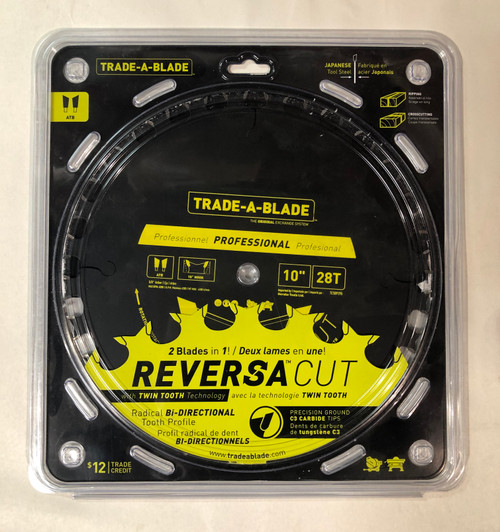 TRADE-A-BLADE
JAPANESE
Tool Steel
Fabriqué en
acier Japonais
ATB
RIPPING
CROSSCUTTING
TRADE-A-BLADE™
THE ORIGINAL EXCHANGE SYSTEM
Professionnel PROFESSIONAL Profesional
ATB
10"
28T
2 Blades in 1! / Deux lames en une!
REVERSA™CUT
with TWIN TOOTH Technology avec la technologie TWIN TOOTH
Radical BI-DIRECTIONAL
Tooth Profile
Profil radical de dent
BI-DIRECTIONNELS
PRECISION GROUND
C3 CARBIDE TIPS
Dents de carbure
de tungstène C3
www.tradeablade.com
$12 TRADE
CREDIT